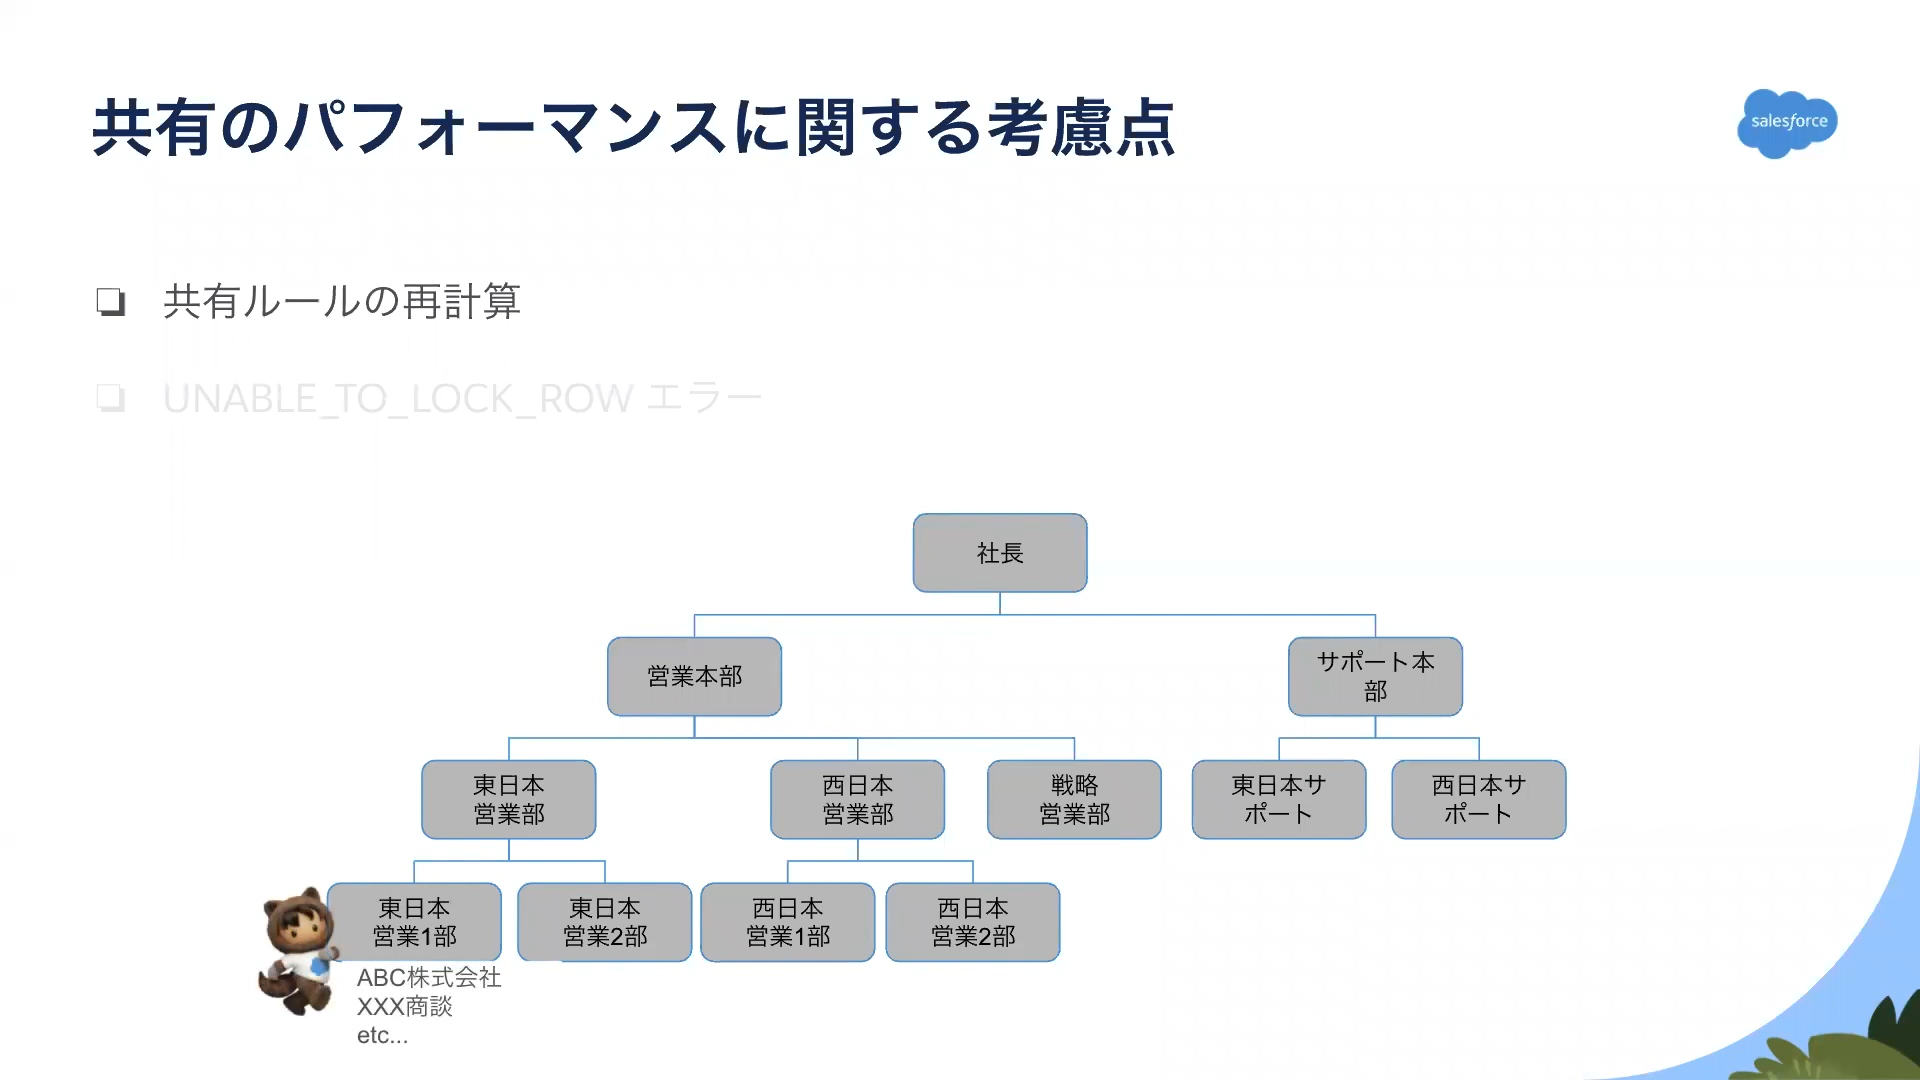 共有のパフォーマンスに関する考慮点
salesforce
❏ 共有ルールの再計算
❏ UNABLE_TO_LOCK_ROW エラー
社長
営業本部
サポート本
部
東日本
営業部
西日本
営業部
戦略
営業部
東日本サ
ポート
西日本サ
ポート
東日本
営業1部
東日本
営業2部
西日本
営業1部
西日本
営業2部
ABC株式会社
XXX商談
etc...